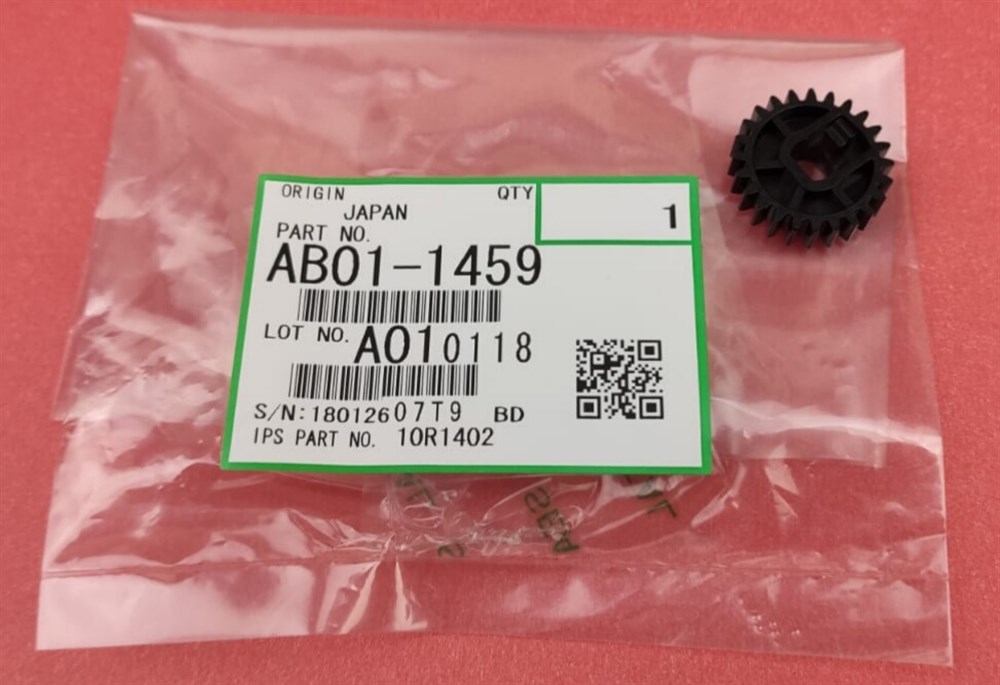 ORIGIN QTY
JAPAN 1
PART NO.
AB01-1459
LOT NO. A010118
S/N:18012607T9 BD
IPS PART NO. 10R1402